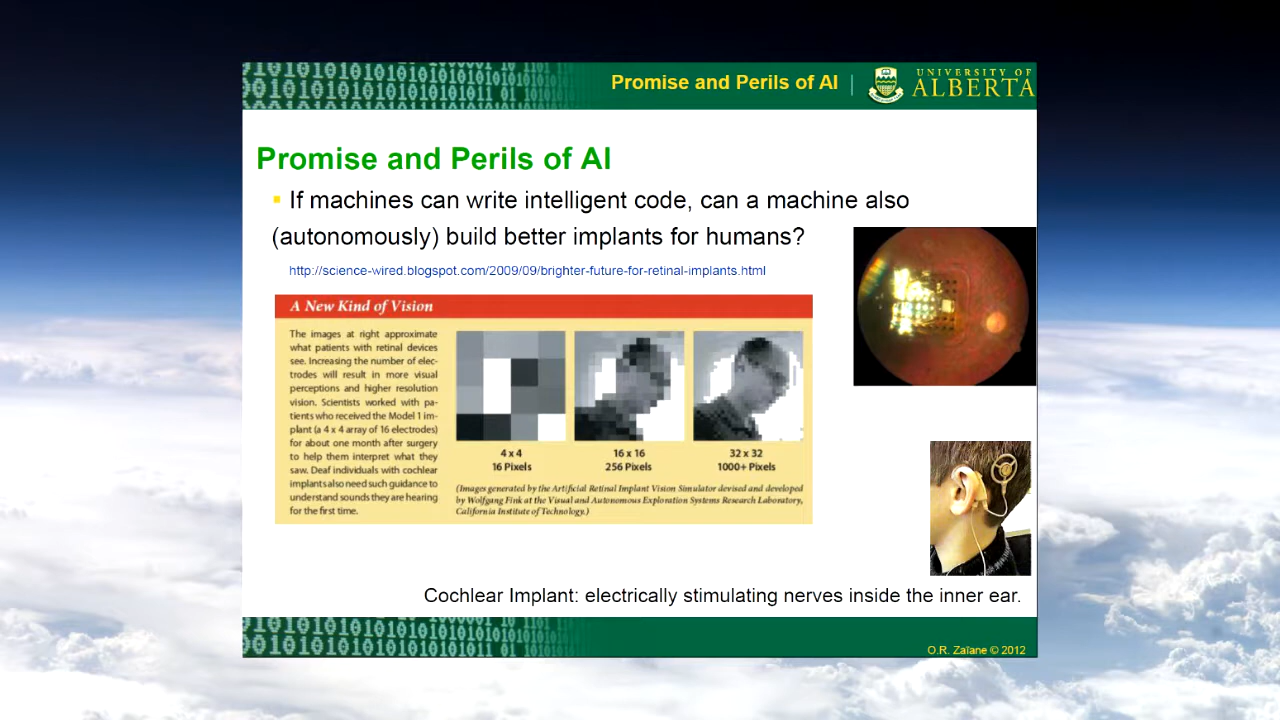 Promise and Perils of AI
UNIVERSITY OF
ALBERTA
Promise and Perils of AI
If machines can write intelligent code, can a machine also
(autonomously) build better implants for humans?
http://science-wired.blogspot.com/2009/09/brighter-future-for-retinal-implants.html
A New Kind of Vision
The images at right approximate
what patients with retinal devices
see. Increasing the number of elec-
trodes will result in more visual
perceptions and higher resolution
vision. Scientists worked with pa-
tients who received the Model 1 im-
plant (a 4 x 4 array of 16 electrodes)
for about one month after surgery
to help them interpret what they
saw. Deaf individuals with cochlear
implants also need such guidance to
understand sounds they are hearing
for the first time.
4 x 4
16 Pixels
16 x 16
256 Pixels
32 x 32
1000+ Pixels
(Images generated by the Artificial Retinal Implant Vision Simulator devised and developed
by Wolfgang Fink at the Visual and Autonomous Exploration Systems Research Laboratory,
California Institute of Technology.)
Cochlear Implant: electrically stimulating nerves inside the inner ear.
O.R. Zaïane © 2012